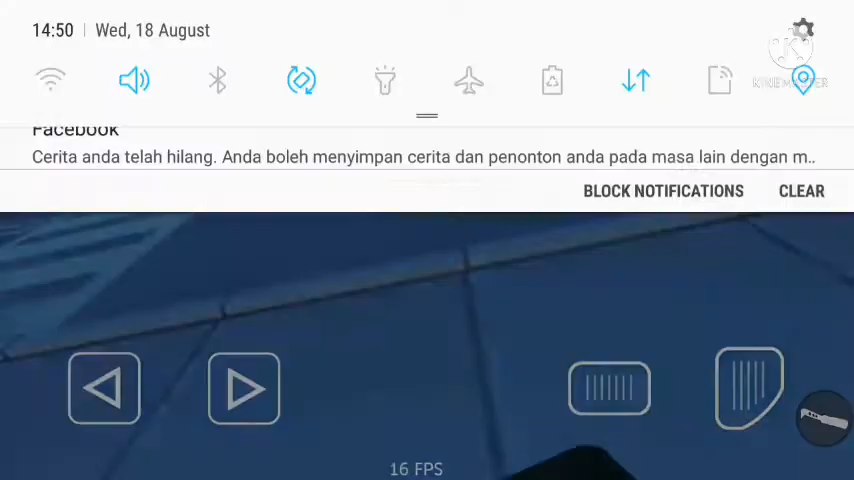 14:50 | Wed, 18 August
KINEMASTER
Facebook
Cerita anda telah hilang. Anda boleh menyimpan cerita dan penonton anda pada masa lain dengan m..
BLOCK NOTIFICATIONS CLEAR
16 FPS